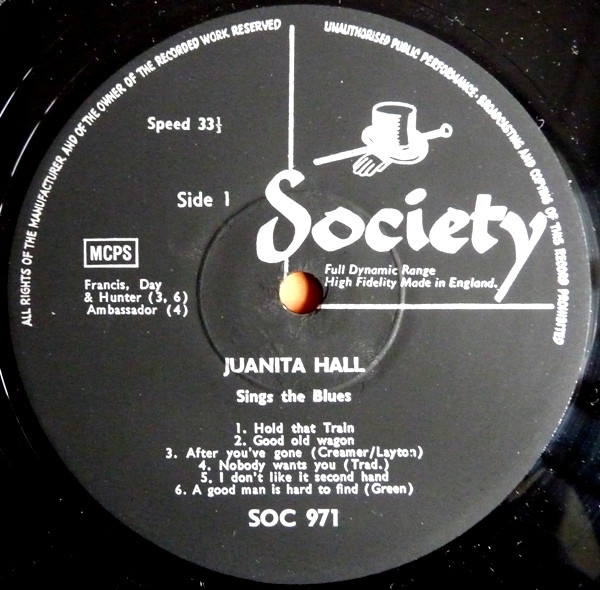 ALL RIGHTS OF THE MANUFACTURER AND OF THE OWNER OF THE RECORDED WORK RESERVED
UNAUTHORISED PUBLIC PERFORMANCE · BROADCASTING AND COPYING OF THIS RECORD PROHIBITED
Speed 33⅓
Side 1
Society
MCPS
Full Dynamic Range
High Fidelity Made in England.
Francis, Day
& Hunter (3, 6)
Ambassador (4)
JUANITA HALL
Sings the Blues
1. Hold that Train
2. Good old wagon
3. After you've gone (Creamer/Layton)
4. Nobody wants you (Trad.)
5. I don't like it second hand
6. A good man is hard to find (Green)
SOC 971